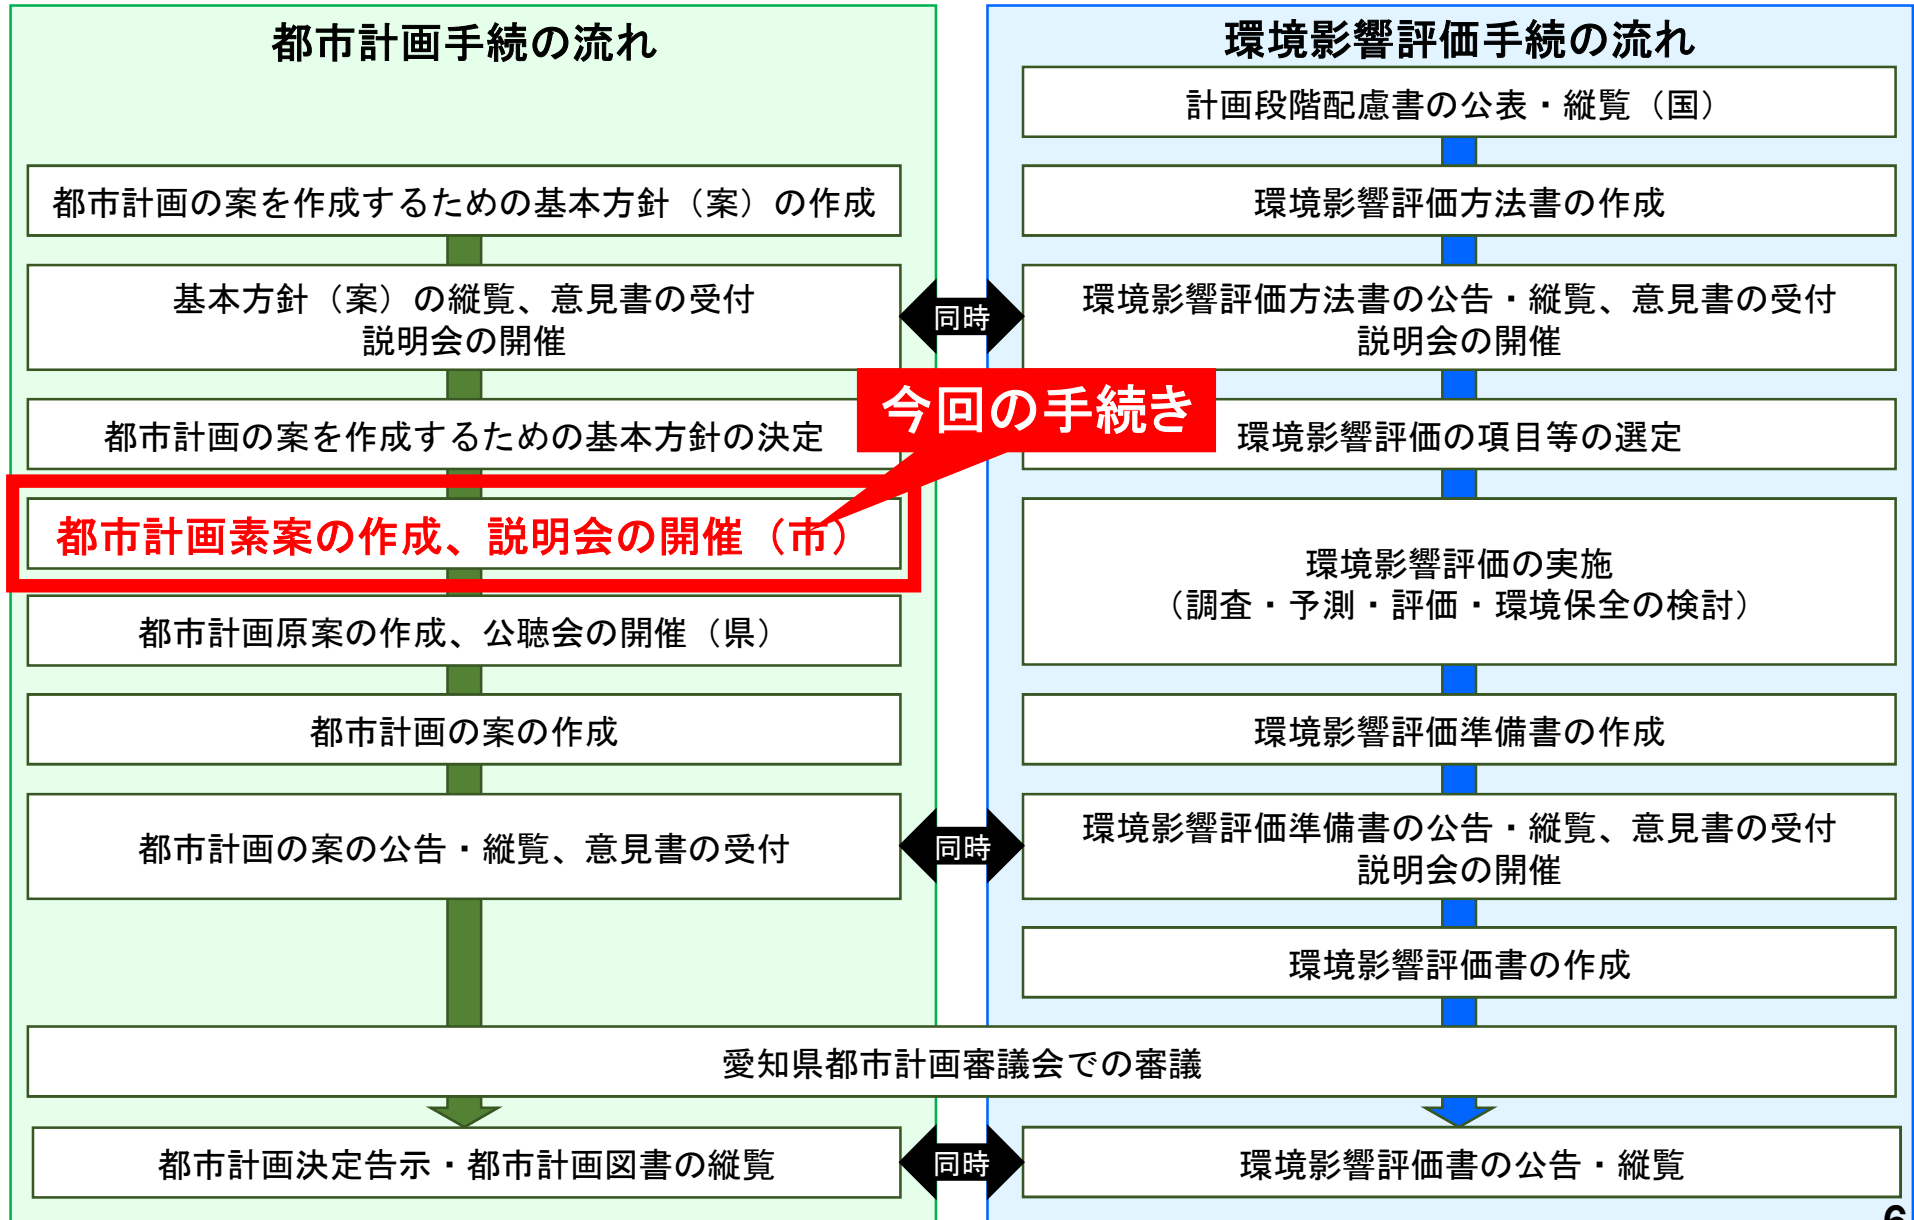 都市計画手続の流れ
都市計画の案を作成するための基本方針（案）の作成
基本方針（案）の縦覧、意見書の受付
説明会の開催
都市計画の案を作成するための基本方針の決定
今回の手続き
都市計画素案の作成、説明会の開催（市）
都市計画原案の作成、公聴会の開催（県）
都市計画の案の作成
都市計画の案の公告・縦覧、意見書の受付
環境影響評価手続の流れ
計画段階配慮書の公表・縦覧（国）
環境影響評価方法書の作成
同時
環境影響評価方法書の公告・縦覧、意見書の受付
説明会の開催
環境影響評価の項目等の選定
環境影響評価の実施
（調査・予測・評価・環境保全の検討）
環境影響評価準備書の作成
同時
環境影響評価準備書の公告・縦覧、意見書の受付
説明会の開催
環境影響評価書の作成
愛知県都市計画審議会での審議
都市計画決定告示・都市計画図書の縦覧
同時
環境影響評価書の公告・縦覧
6